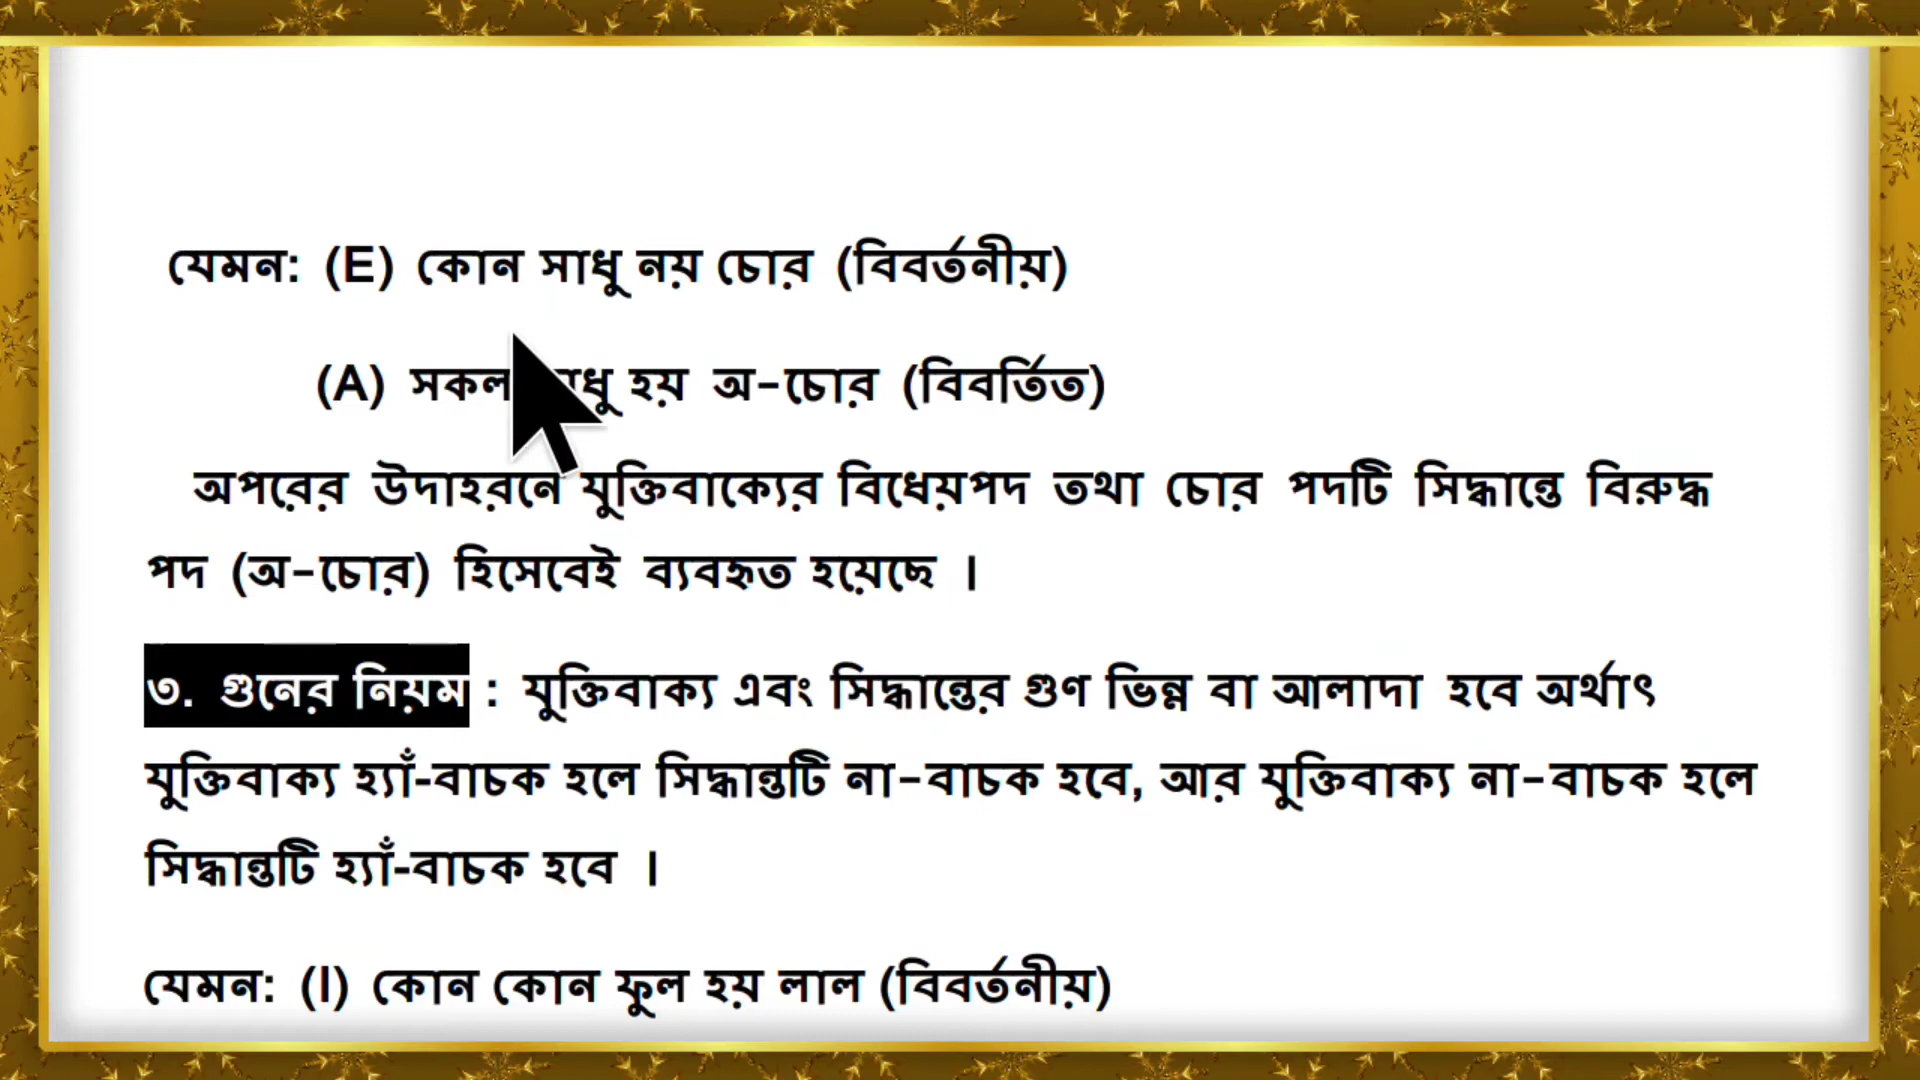 যেমন: (E) কোন সাধু নয় চোর (বিবর্তনীয়)
(A) সকল হয় অ-চোর (বিবর্তিত)
অপরের উদাহরনে যুক্তিবাক্যের বিধেয়পদ তথা চোর পদটি সিদ্ধান্তে বিরুদ্ধ
পদ (অ-চোর) হিসেবেই ব্যবহৃত হয়েছে ।
৩. গুনের নিয়ম : যুক্তিবাক্য এবং সিদ্ধান্তের গুণ ভিন্ন বা আলাদা হবে অর্থাৎ
যুক্তিবাক্য হ্যাঁ-বাচক হলে সিদ্ধান্তটি না-বাচক হবে, আর যুক্তিবাক্য না-বাচক হলে
সিদ্ধান্তটি হ্যাঁ-বাচক হবে ।
যেমন: (I) কোন কোন ফুল হয় লাল (বিবর্তনীয়)